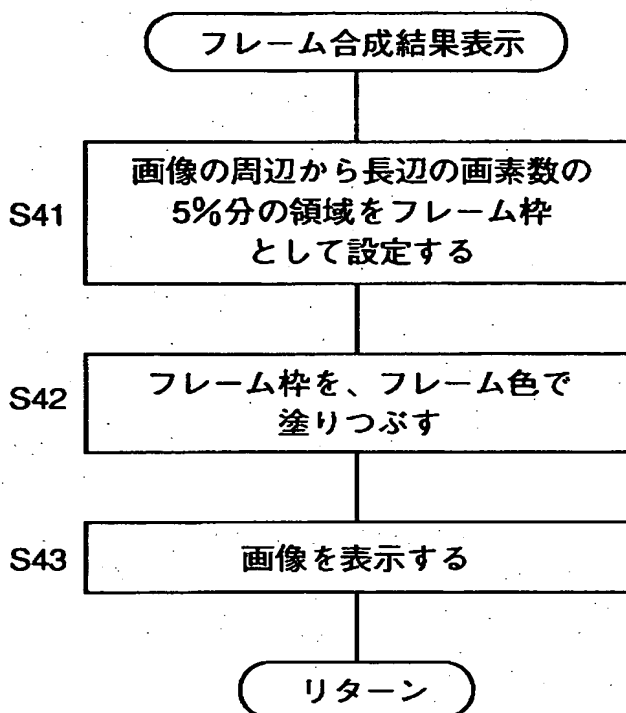 フレーム合成結果表示
S41
画像の周辺から長辺の画素数の
5%分の領域をフレーム枠
として設定する
S42
フレーム枠を、フレーム色で
塗りつぶす
S43
画像を表示する
リターン